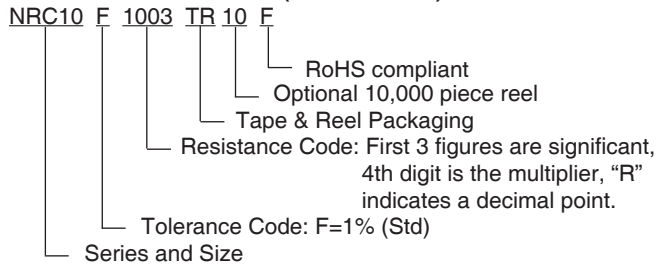 NRC10 F 1003 TR 10 F
RoHS compliant
Optional 10,000 piece reel
Tape & Reel Packaging
Resistance Code: First 3 figures are significant,
4th digit is the multiplier, “R”
indicates a decimal point.
Tolerance Code: F=1% (Std)
Series and Size